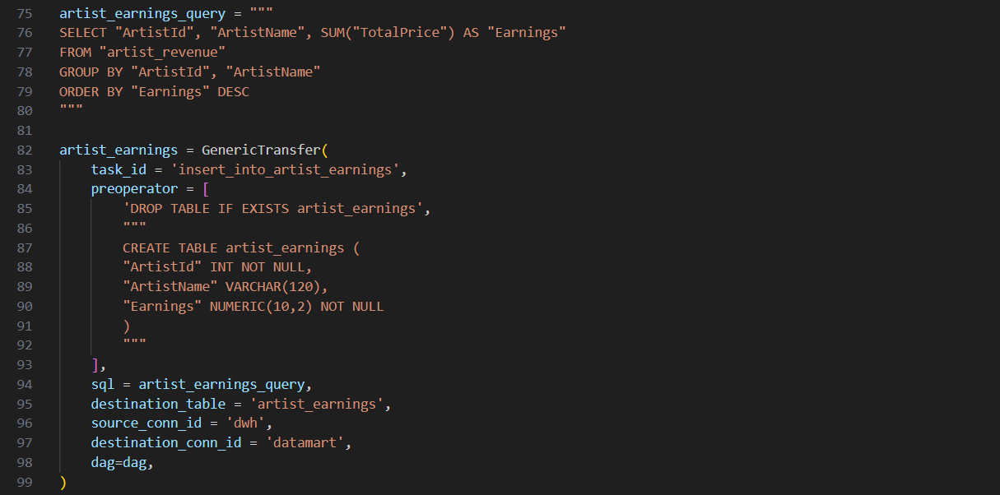 75 artist_earnings_query = """
76 SELECT "ArtistId", "ArtistName", SUM("TotalPrice") AS "Earnings"
77 FROM "artist_revenue"
78 GROUP BY "ArtistId", "ArtistName"
79 ORDER BY "Earnings" DESC
80 """
81
82 artist_earnings = GenericTransfer(
83     task_id = 'insert_into_artist_earnings',
84     preoperator = [
85         'DROP TABLE IF EXISTS artist_earnings',
86         """
87         CREATE TABLE artist_earnings (
88         "ArtistId" INT NOT NULL,
89         "ArtistName" VARCHAR(120),
90         "Earnings" NUMERIC(10,2) NOT NULL
91         )
92         """
93     ],
94     sql = artist_earnings_query,
95     destination_table = 'artist_earnings',
96     source_conn_id = 'dwh',
97     destination_conn_id = 'datamart',
98     dag=dag,
99 )